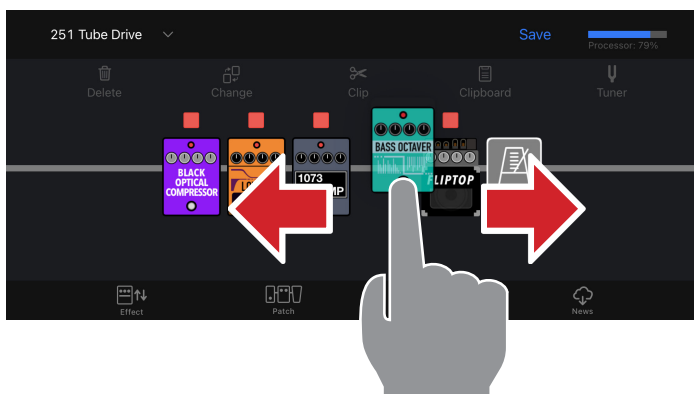 251 Tube Drive
Save
Processor: 79%
Delete
Change
Clip
Clipboard
Tuner
BLACK
OPTICAL
COMPRESSOR
1073
BASS OCTAVER
LIPTOP
Effect
Patch
News